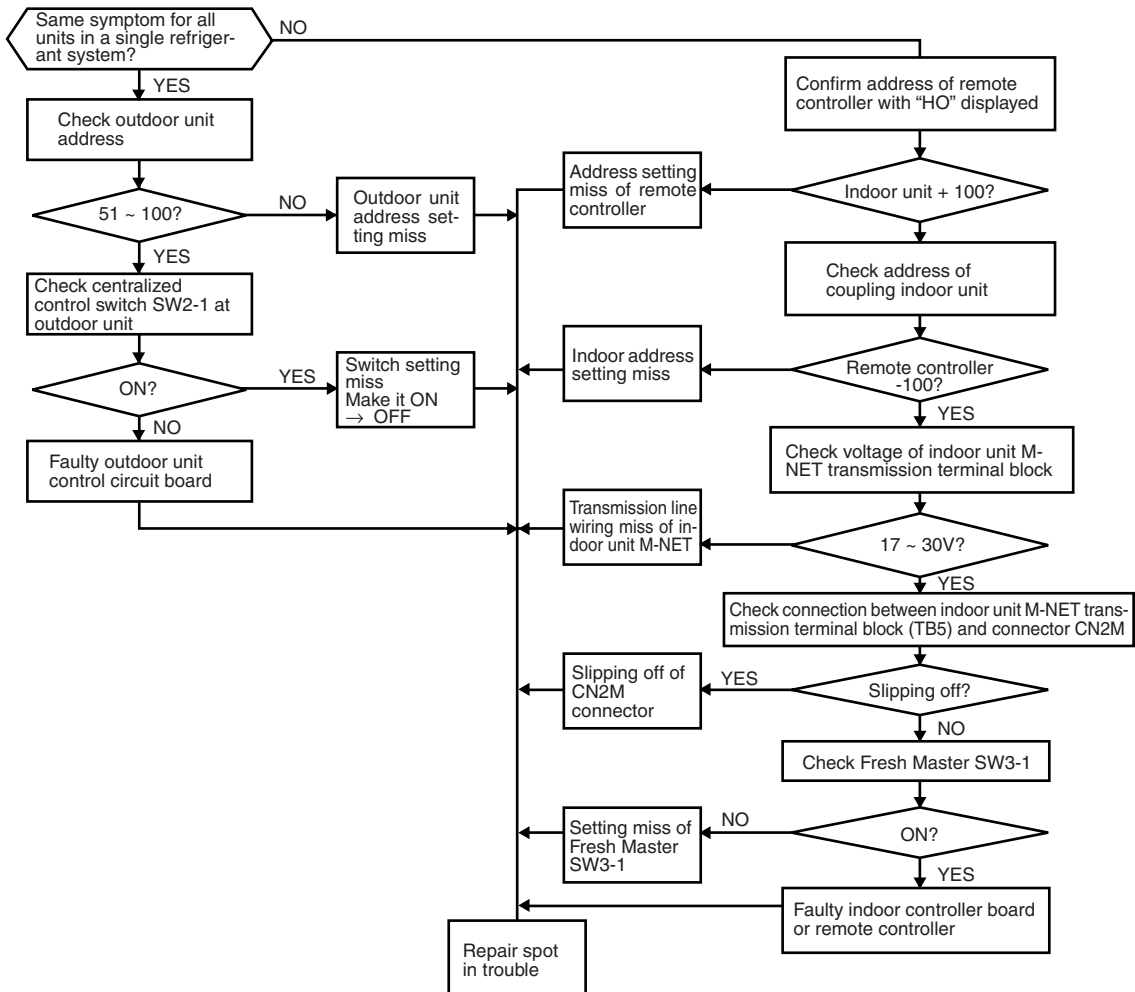 Same symptom for all
units in a single refriger-
ant system?
NO
YES
Check outdoor unit
address
51 ~ 100?
NO
Outdoor unit
address set-
ting miss
YES
Check centralized
control switch SW2-1 at
outdoor unit
ON?
YES
Switch setting
miss
Make it ON
→ OFF
NO
Faulty outdoor unit
control circuit board
Confirm address of remote
controller with “HO” displayed
Indoor unit + 100?
Address setting
miss of remote
controller
Check address of
coupling indoor unit
Remote controller
-100?
Indoor address
setting miss
YES
Check voltage of indoor unit M-
NET transmission terminal block
17 ~ 30V?
Transmission line
wiring miss of in-
door unit M-NET
YES
Check connection between indoor unit M-NET trans-
mission terminal block (TB5) and connector CN2M
Slipping off?
YES
Slipping off of
CN2M
connector
NO
Check Fresh Master SW3-1
ON?
NO
Setting miss of
Fresh Master
SW3-1
YES
Faulty indoor controller board
or remote controller
Repair spot
in trouble